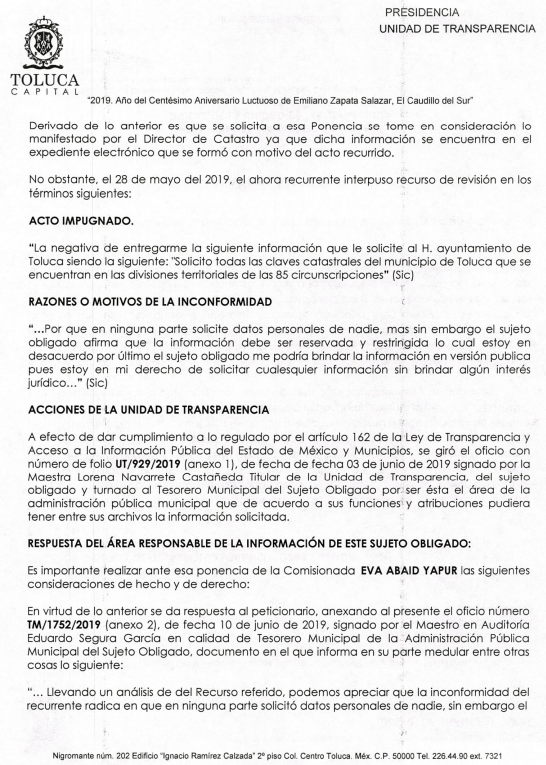 PRESIDENCIA
UNIDAD DE TRANSPARENCIA
TOLUCA
CAPITAL
"2019. Año del Centésimo Aniversario Luctuoso de Emiliano Zapata Salazar, El Caudillo del Sur"
Derivado de lo anterior es que se solicita a esa Ponencia se tome en consideración lo
manifestado por el Director de Catastro ya que dicha información se encuentra en el
expediente electrónico que se formó con motivo del acto recurrido.
No obstante, el 28 de mayo del 2019, el ahora recurrente interpuso recurso de revisión en los
términos siguientes:
ACTO IMPUGNADO.
"La negativa de entregarme la siguiente información que le solicite al H. ayuntamiento de
Toluca siendo la siguiente: "Solicito todas las claves catastrales del municipio de Toluca que se
encuentran en las divisiones territoriales de las 85 circunscripciones" (Sic)
RAZONES O MOTIVOS DE LA INCONFORMIDAD
"...Por que en ninguna parte solicite datos personales de nadie, mas sin embargo el sujeto
obligado afirma que la información debe ser reservada y restringida lo cual estoy en
desacuerdo por último el sujeto obligado me podría brindar la información en versión publica
pues estoy en mi derecho de solicitar cualesquier información sin brindar algún interés
jurídico..." (Sic)
ACCIONES DE LA UNIDAD DE TRANSPARENCIA
A efecto de dar cumplimiento a lo regulado por el artículo 162 de la Ley de Transparencia y
Acceso a la Información Pública del Estado de México y Municipios, se giró el oficio con
número de folio UT/929/2019 (anexo 1), de fecha de fecha 03 de junio de 2019 signado por la
Maestra Lorena Navarrete Castañeda Titular de la Unidad de Transparencia, del sujeto
obligado y turnado al Tesorero Municipal del Sujeto Obligado por ser ésta el área de la
administración pública municipal que de acuerdo a sus funciones y atribuciones pudiera
tener entre sus archivos la información solicitada.
RESPUESTA DEL ÁREA RESPONSABLE DE LA INFORMACIÓN DE ESTE SUJETO OBLIGADO:
Es importante realizar ante esa ponencia de la Comisionada EVA ABAID YAPUR las siguientes
consideraciones de hecho y de derecho:
En virtud de lo anterior se da respuesta al peticionario, anexando al presente el oficio número
TM/1752/2019 (anexo 2), de fecha 10 de junio de 2019, signado por el Maestro en Auditoría
Eduardo Segura García en calidad de Tesorero Municipal de la Administración Pública
Municipal del Sujeto Obligado, documento en el que informa en su parte medular entre otras
cosas lo siguiente:
"... Llevando un análisis de del Recurso referido, podemos apreciar que la inconformidad del
recurrente radica en que en ninguna parte solicitó datos personales de nadie, sin embargo el
Nigromante núm. 202 Edificio "Ignacio Ramírez Calzada" 2º piso Col. Centro Toluca. Méx. C.P. 50000 Tel. 226.44.90 ext. 7321